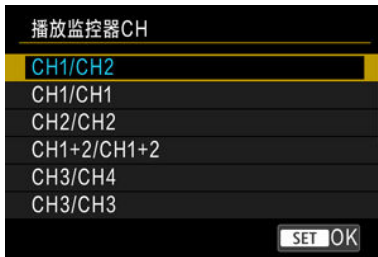 播放监控器CH
CH1/CH2
CH1/CH1
CH2/CH2
CH1+2/CH1+2
CH3/CH4
CH3/CH3
SET OK